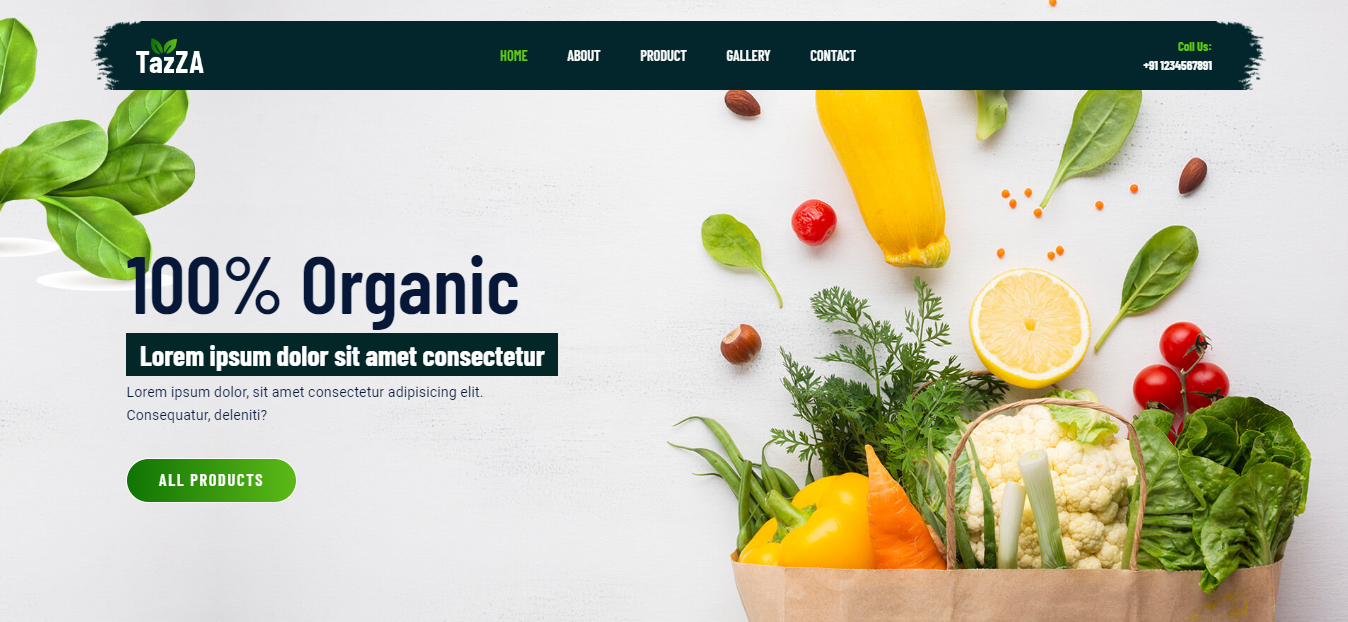 TazZA
HOME ABOUT PRODUCT GALLERY CONTACT
Call Us:
+91 1234567891
100% Organic
Lorem ipsum dolor sit amet consectetur
Lorem ipsum dolor, sit amet consectetur adipisicing elit.
Consequatur, deleniti?
ALL PRODUCTS